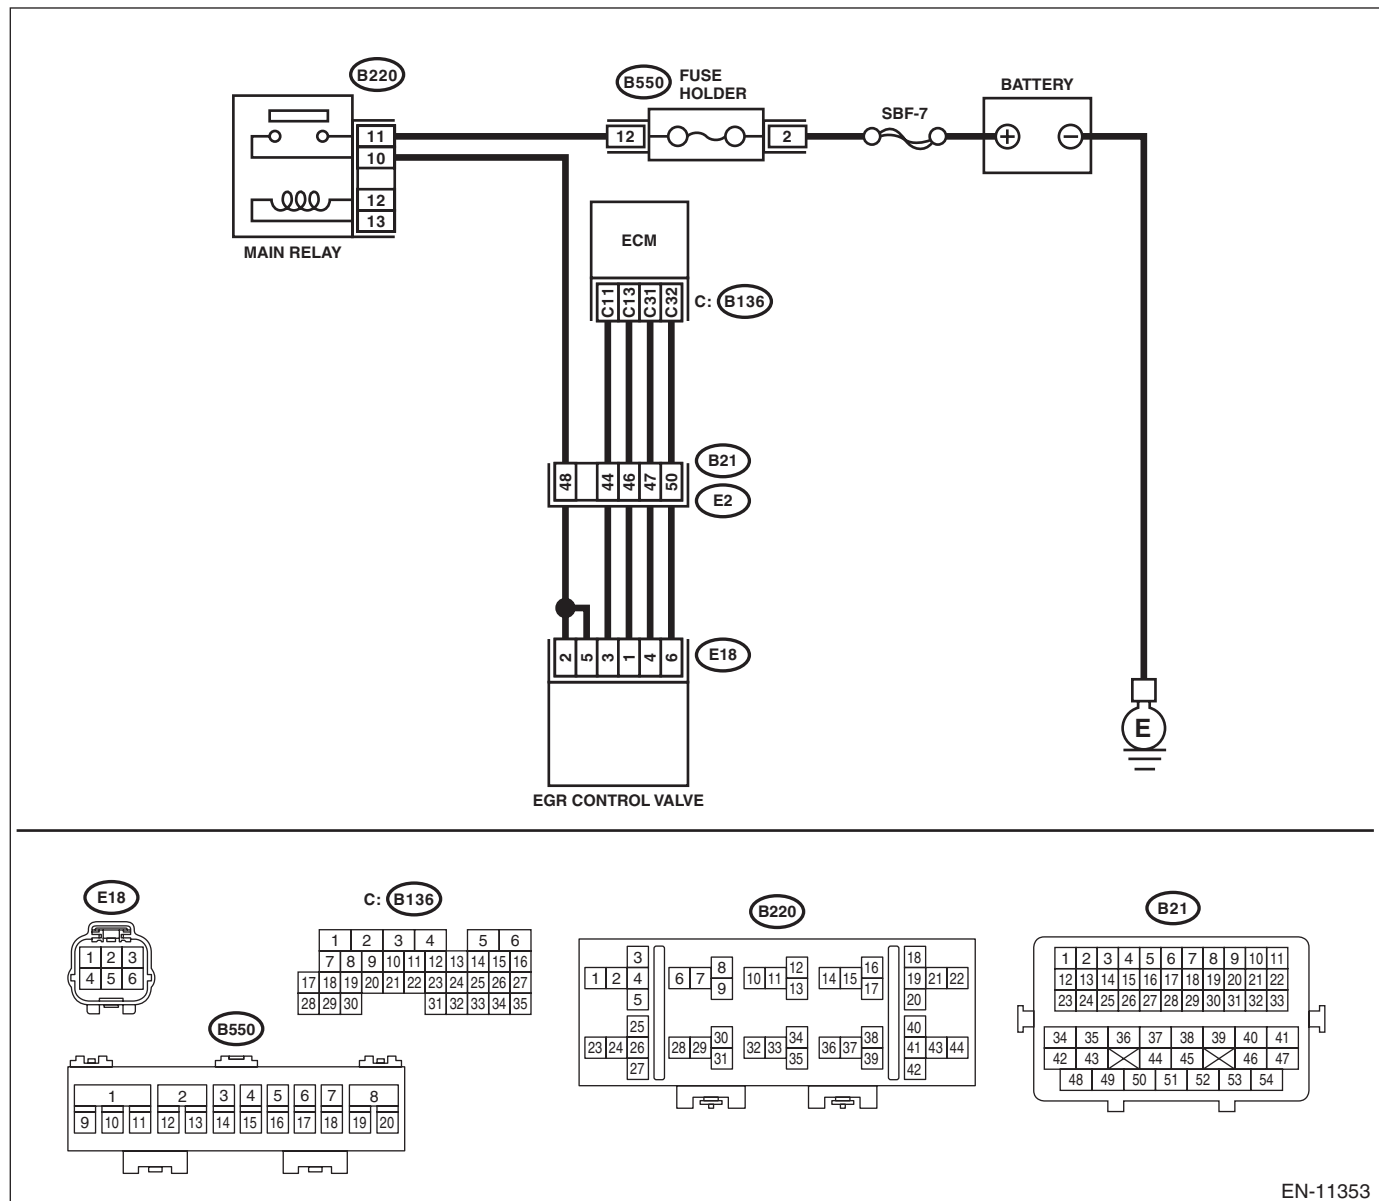 B220
B550 FUSE HOLDER
SBF-7
BATTERY
11
10
12
13
MAIN RELAY
12
2
+
−
ECM
C11 C13 C31 C32
C: B136
48 44 46 47 50
B21
E2
2 5 3 1 4 6
E18
EGR CONTROL VALVE
E
E18
1 2 3
4 5 6
C: B136
1 2 3 4 5 6
7 8 9 10 11 12 13 14 15 16
17 18 19 20 21 22 23 24 25 26 27
28 29 30 31 32 33 34 35
B550
1 2 3 4 5 6 7 8
9 10 11 12 13 14 15 16 17 18 19 20
B220
3 8 12 16 18
1 2 4 6 7 10 11 14 15 19 21 22
5 9 13 17 20
25 30 34 38 40
23 24 26 28 29 32 33 36 37 41 43 44
27 31 35 39 42
B21
1 2 3 4 5 6 7 8 9 10 11
12 13 14 15 16 17 18 19 20 21 22
23 24 25 26 27 28 29 30 31 32 33
34 35 36 37 38 39 40 41
42 43 44 45 46 47
48 49 50 51 52 53 54
EN-11353